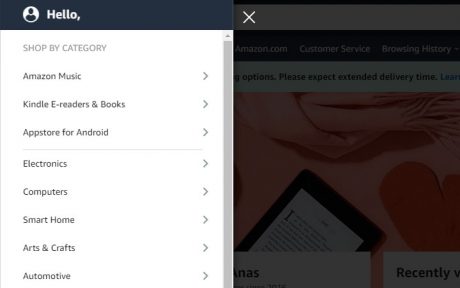 Hello,
SHOP BY CATEGORY
Amazon Music
Kindle E-readers & Books
Appstore for Android
Electronics
Computers
Smart Home
Arts & Crafts
Automotive
Amazon.com Customer Service Browsing History
options. Please expect extended delivery time. Learn
Anas
Recently